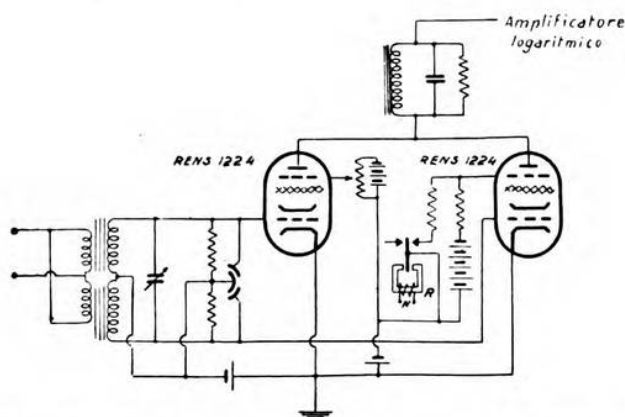 Amplificatore
logaritmico
RENS 1224
RENS 1224
R
N